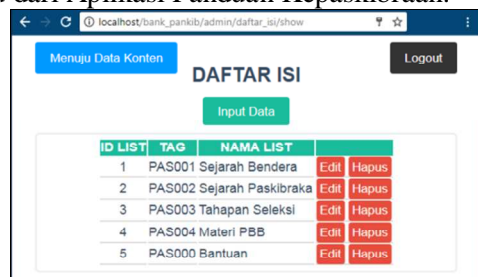 dari Aplikasi Panduan Kepaskibraan.
localhost/bank_pankib/admin/daftar_isi/show
Menuju Data Konten
Logout
DAFTAR ISI
Input Data
ID LIST TAG NAMA LIST
1 PAS001 Sejarah Bendera Edit Hapus
2 PAS002 Sejarah Paskibraka Edit Hapus
3 PAS003 Tahapan Seleksi Edit Hapus
4 PAS004 Materi PBB Edit Hapus
5 PAS000 Bantuan Edit Hapus